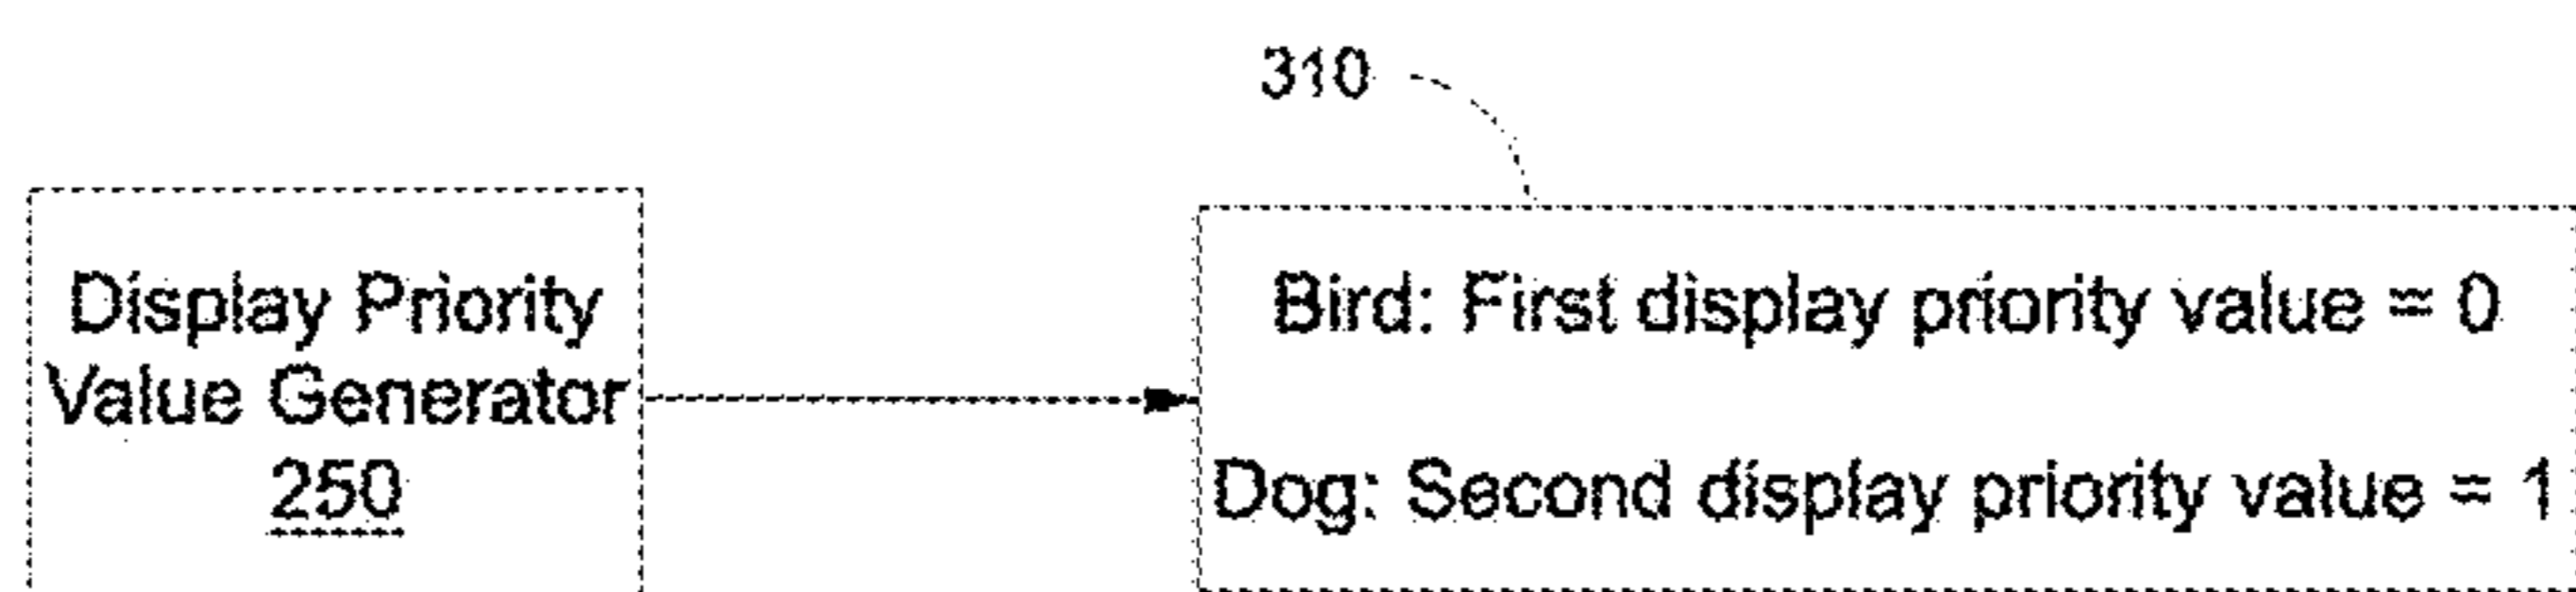 310
Display Priority
Value Generator
250
Bird: First display priority value = 0
Dog: Second display priority value = 1